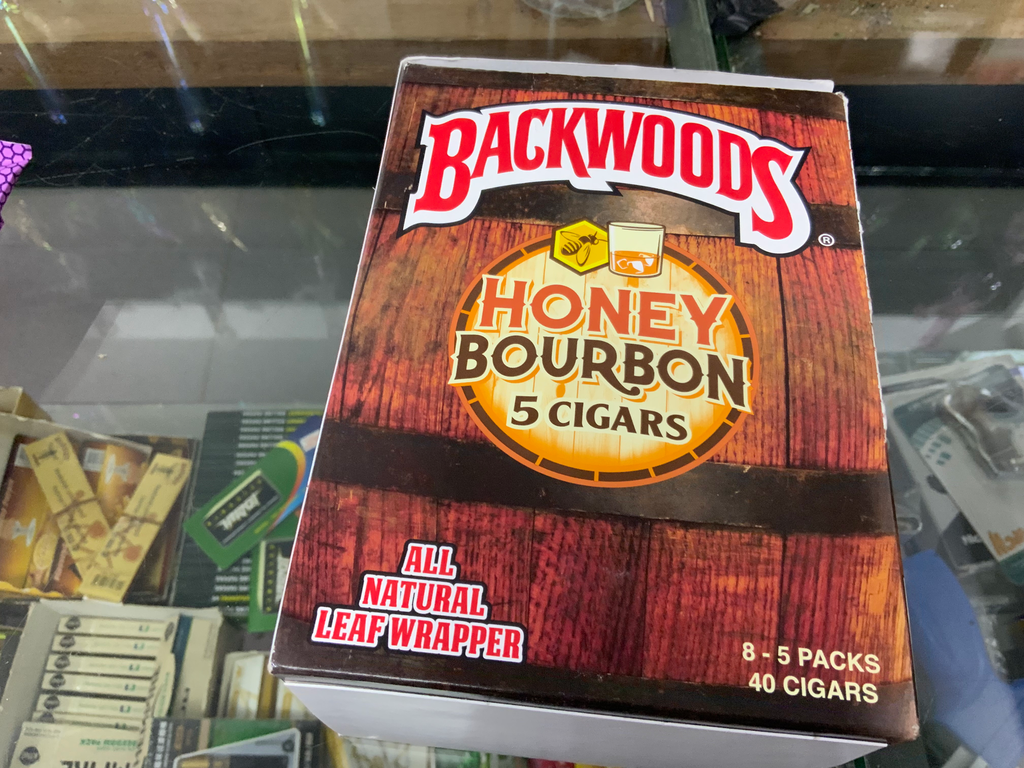 BACKWOODS®
HONEY
BOURBON
5 CIGARS
ALL
NATURAL
LEAF WRAPPER
8 - 5 PACKS
40 CIGARS